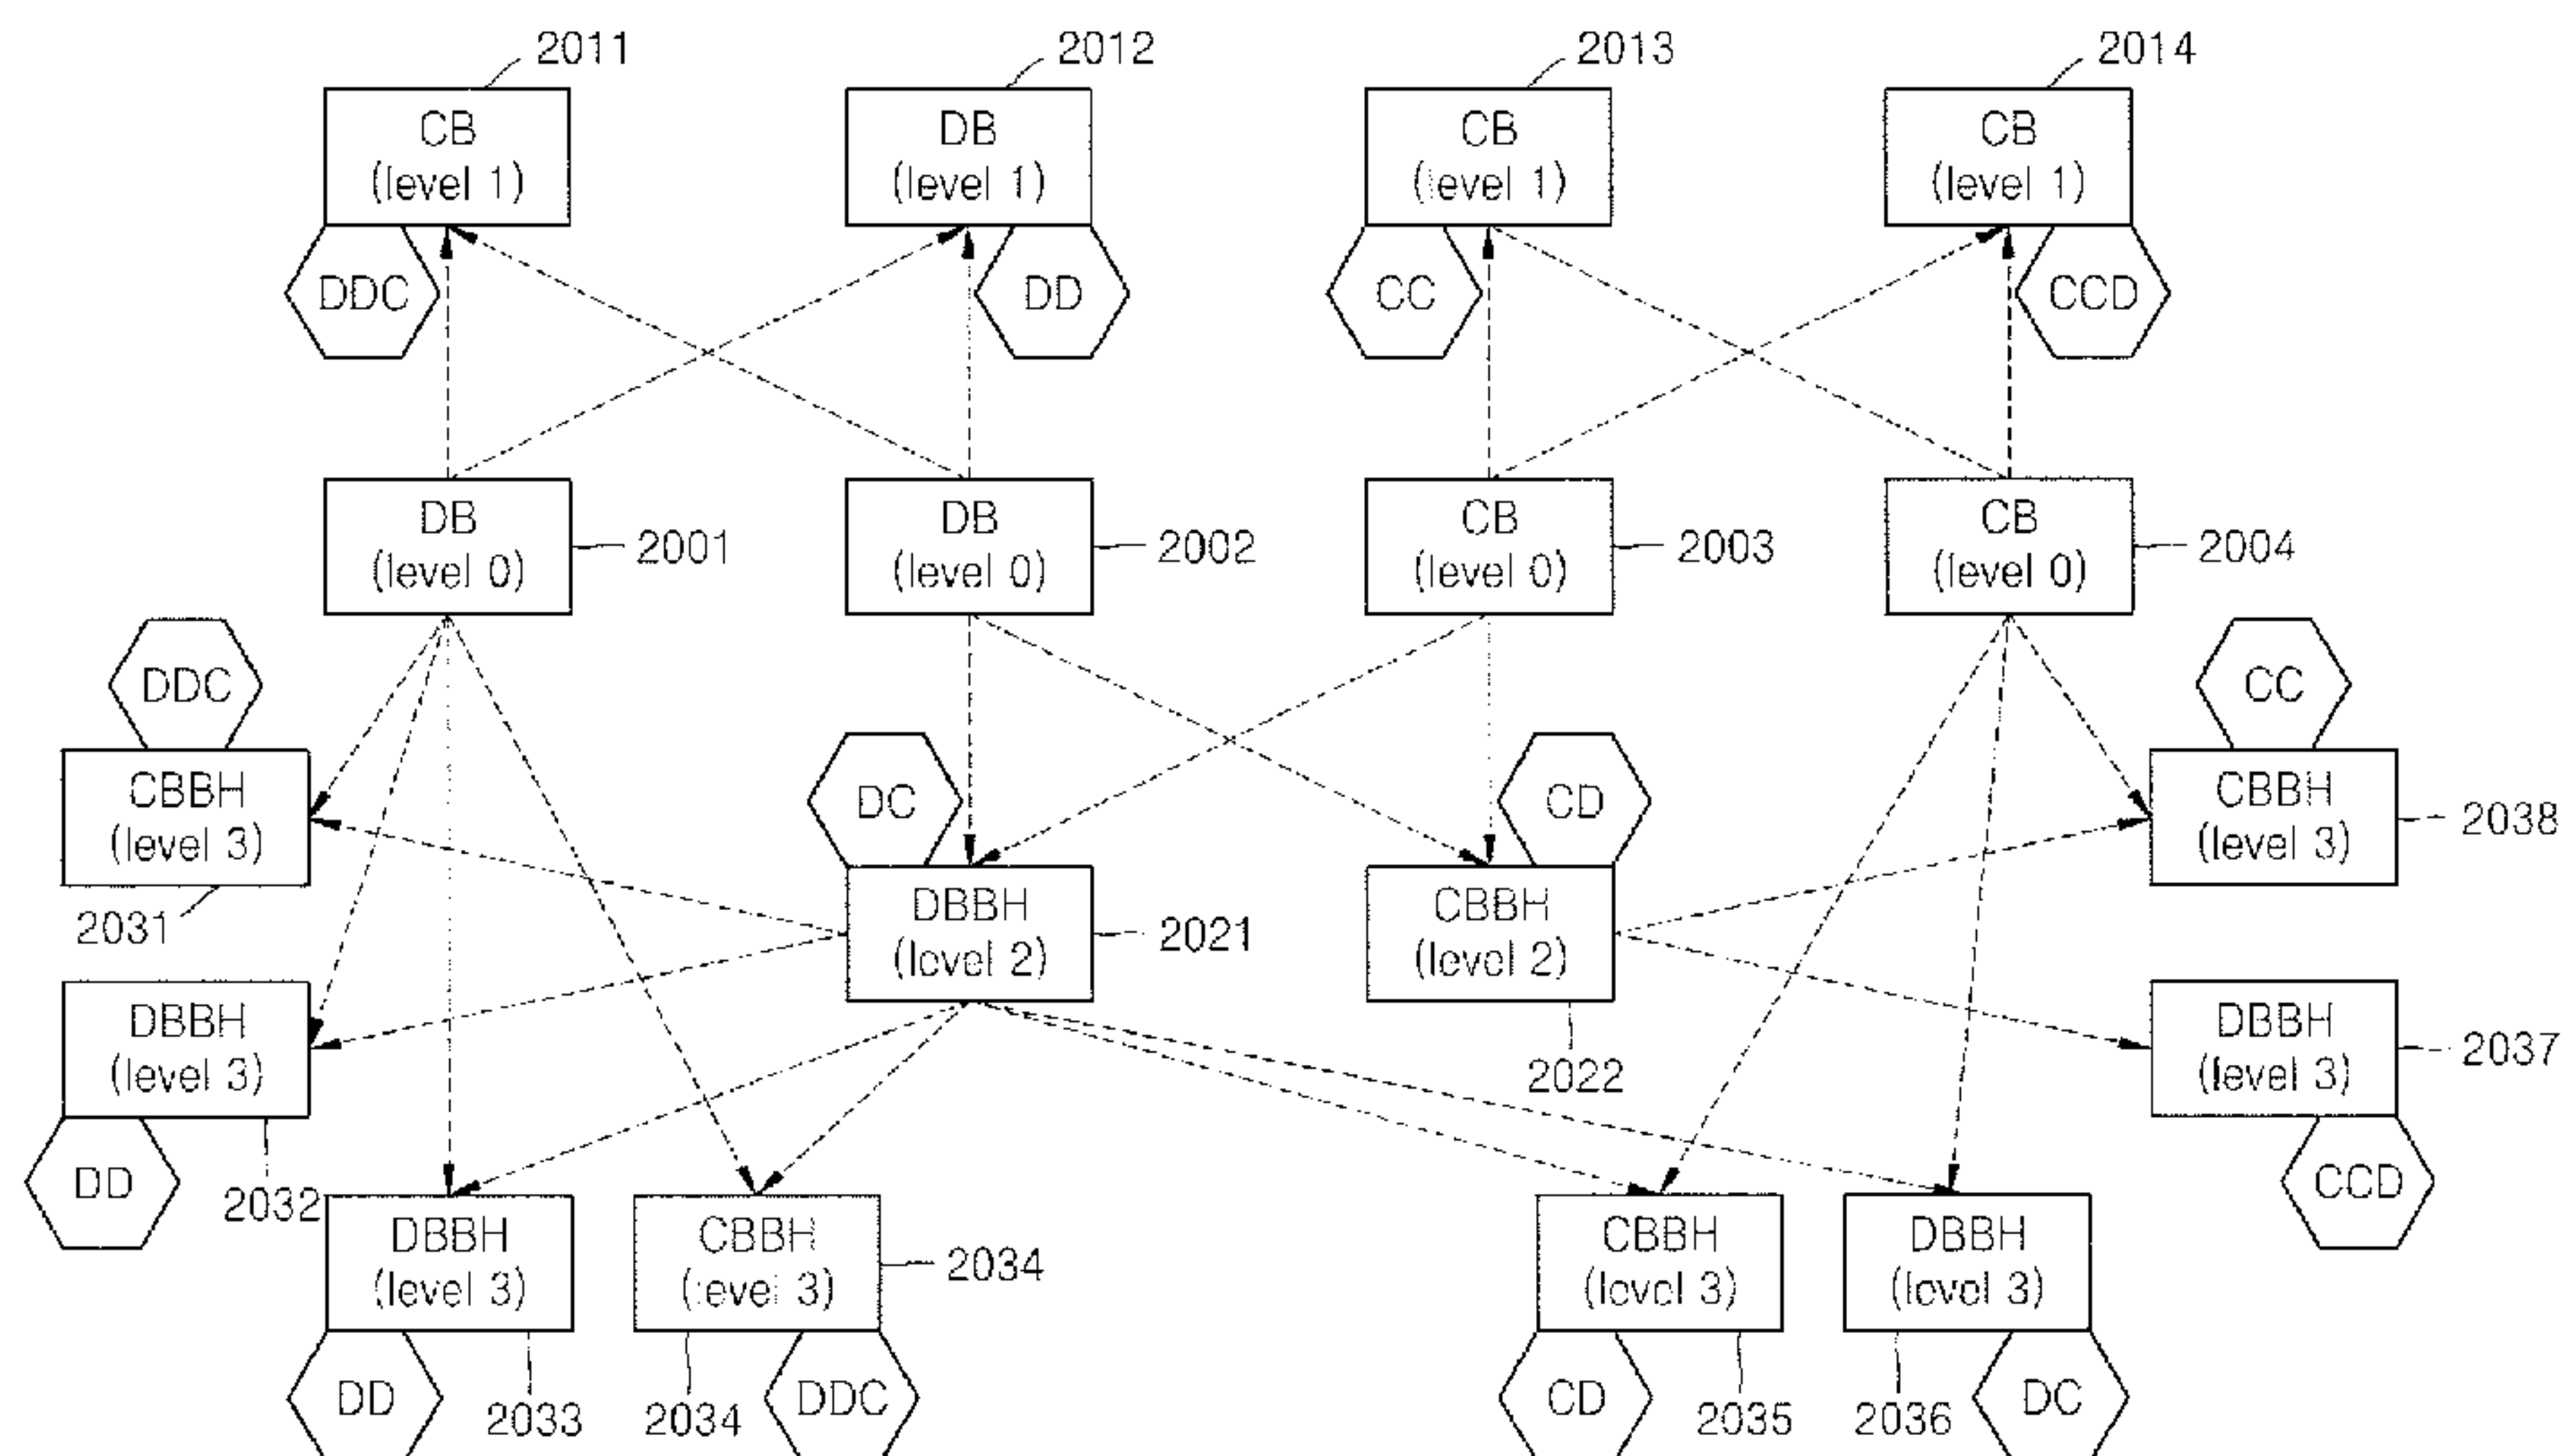 2011
2012
2013
2014
CB
(level 1)
DB
(level 1)
CB
(level 1)
CB
(level 1)
DDC
DD
CC
CCD
DB
(level 0)
2001
DB
(level 0)
2002
CB
(level 0)
2003
CB
(level 0)
2004
DDC
CC
CBBH
(level 3)
2031
DC
CD
CBBH
(level 3)
2038
DBBH
(level 2)
2021
CBBH
(level 2)
2022
DBBH
(level 3)
2032
DD
DBBH
(level 3)
2037
CCD
DBBH
(level 3)
2033
DD
CBBH
(level 3)
2034
2034
DDC
CBBH
(level 3)
2035
CD
DBBH
(level 3)
2036
DC